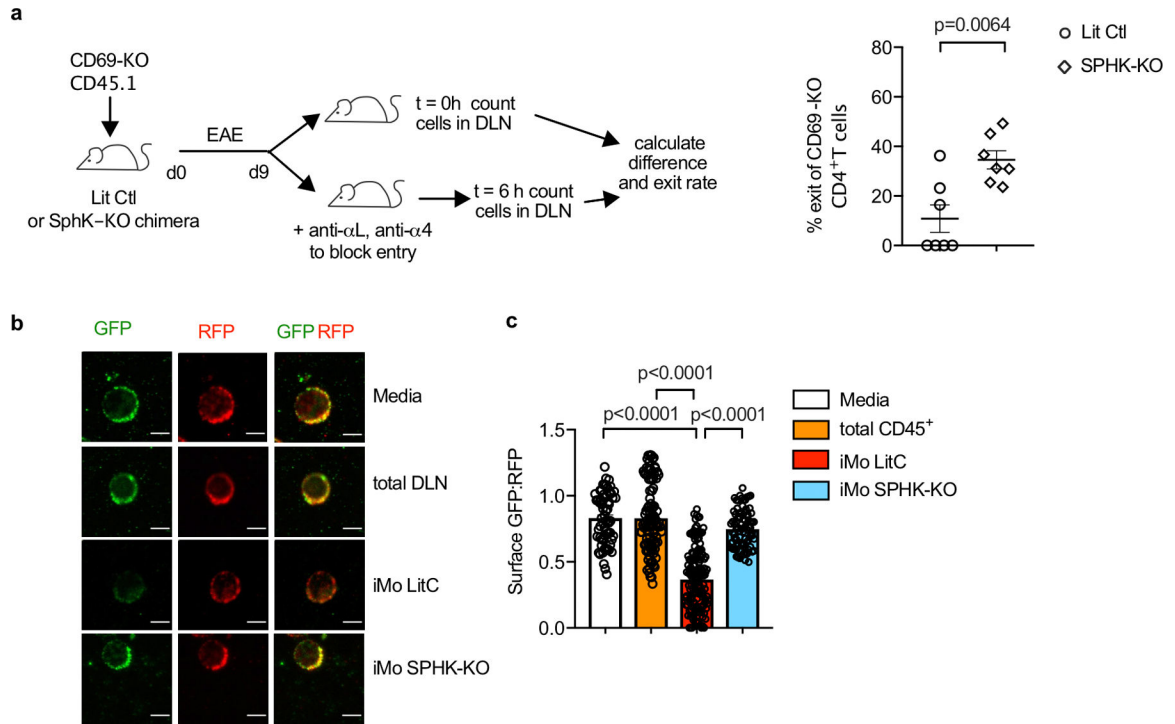 a
CD69-KO
CD45.1
EAE
d0
d9
Lit Ctl
or SphK–KO chimera
t = 0h count
cells in DLN
+ anti-αL, anti-α4
to block entry
t = 6 h count
cells in DLN
calculate
difference
and exit rate
p=0.0064
% exit of CD69-KO
CD4+T cells
80
60
40
20
0
Lit Ctl
SPHK-KO
b
GFP
RFP
GFP RFP
Media
total DLN
iMo LitC
iMo SPHK-KO
c
p<0.0001
p<0.0001
p<0.0001
Surface GFP:RFP
1.5
1.0
0.5
0.0
Media
total CD45+
iMo LitC
iMo SPHK-KO